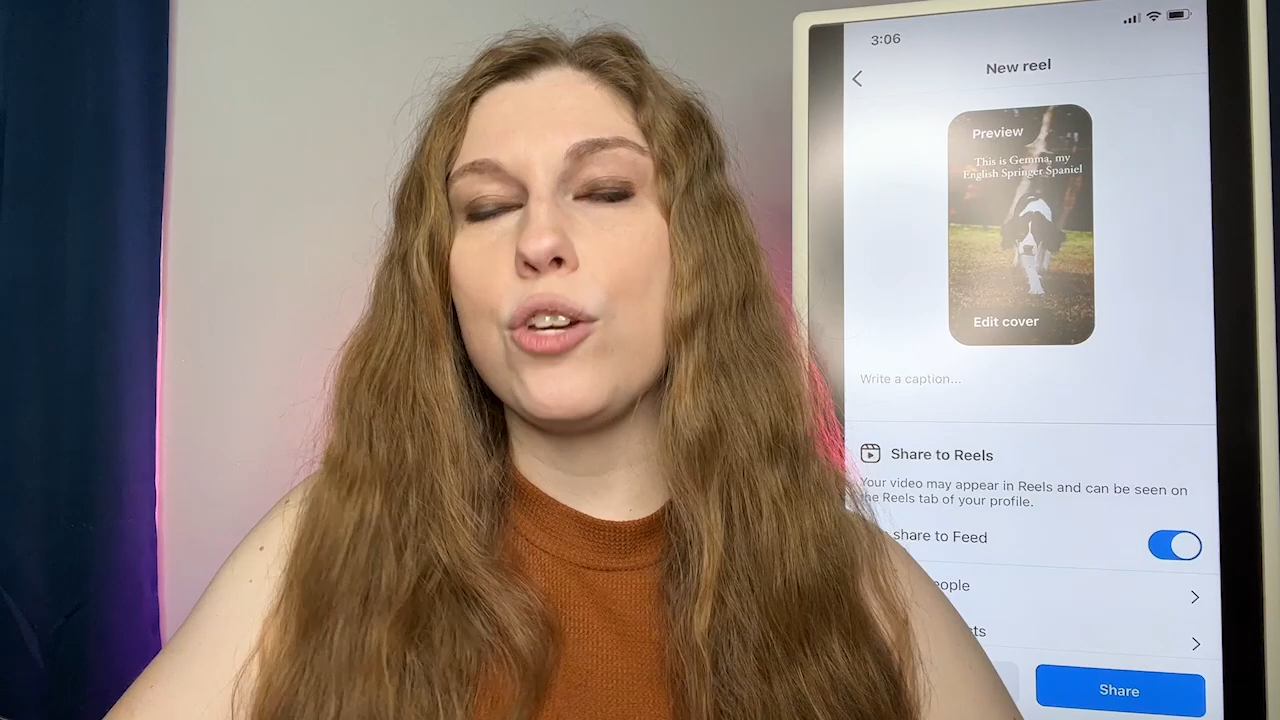 3:06
New reel
Preview
This is Gemma, my
English Springer Spaniel
Edit cover
Write a caption...
Share to Reels
Your video may appear in Reels and can be seen on
the Reels tab of your profile.
share to Feed
Share